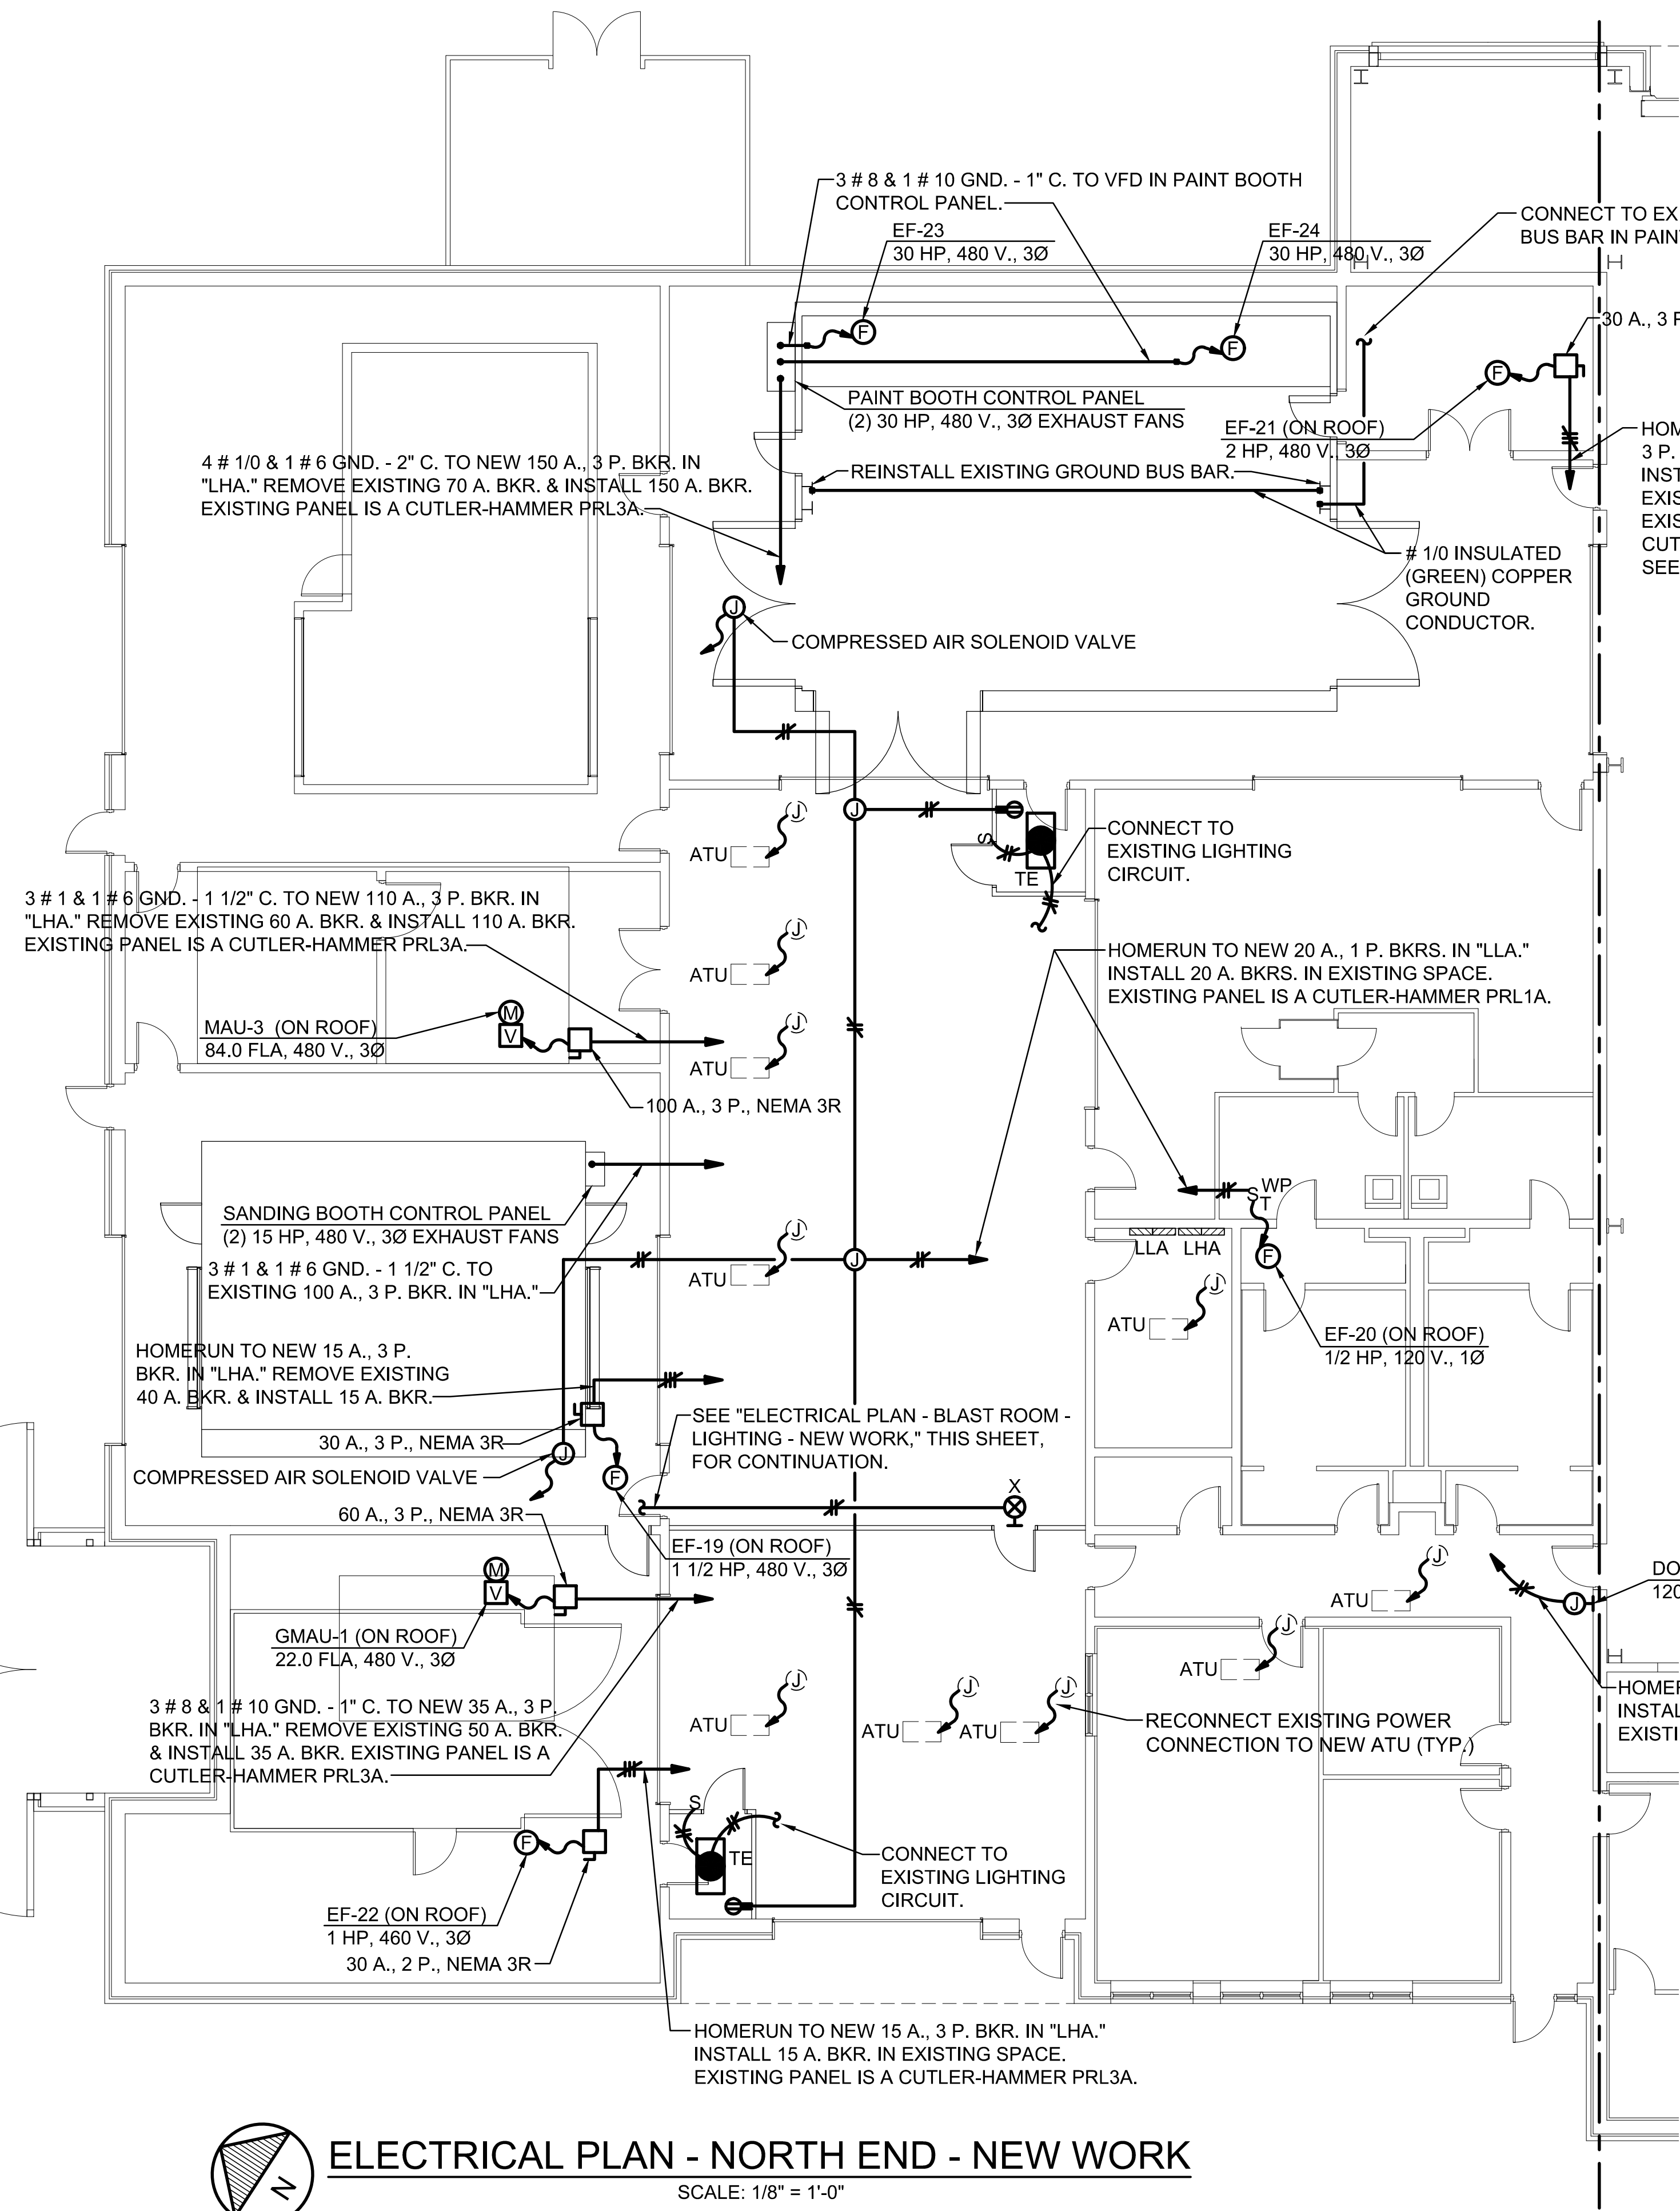 3 # 8 & 1 # 10 GND. - 1" C. TO VFD IN PAINT BOOTH
CONTROL PANEL.
EF-23
30 HP, 480 V., 3Ø
EF-24
30 HP, 480 V., 3Ø
CONNECT TO EX
BUS BAR IN PAIN
F
F
30 A., 3 P
F
PAINT BOOTH CONTROL PANEL
(2) 30 HP, 480 V., 3Ø EXHAUST FANS
EF-21 (ON ROOF)
2 HP, 480 V., 3Ø
HOM
3 P.
INST
EXIS
EXIS
CUT
SEE
4 # 1/0 & 1 # 6 GND. - 2" C. TO NEW 150 A., 3 P. BKR. IN
"LHA." REMOVE EXISTING 70 A. BKR. & INSTALL 150 A. BKR.
EXISTING PANEL IS A CUTLER-HAMMER PRL3A.
REINSTALL EXISTING GROUND BUS BAR.
# 1/0 INSULATED
(GREEN) COPPER
GROUND
CONDUCTOR.
J
COMPRESSED AIR SOLENOID VALVE
J
J
ATU
S
TE
CONNECT TO
EXISTING LIGHTING
CIRCUIT.
3 # 1 & 1 # 6 GND. - 1 1/2" C. TO NEW 110 A., 3 P. BKR. IN
"LHA." REMOVE EXISTING 60 A. BKR. & INSTALL 110 A. BKR.
EXISTING PANEL IS A CUTLER-HAMMER PRL3A.
J
ATU
HOMERUN TO NEW 20 A., 1 P. BKRS. IN "LLA."
INSTALL 20 A. BKRS. IN EXISTING SPACE.
EXISTING PANEL IS A CUTLER-HAMMER PRL1A.
MAU-3 (ON ROOF)
84.0 FLA, 480 V., 3Ø
M
V
J
ATU
100 A., 3 P., NEMA 3R
S
WP
T
SANDING BOOTH CONTROL PANEL
(2) 15 HP, 480 V., 3Ø EXHAUST FANS
J
ATU
J
LLA
LHA
F
3 # 1 & 1 # 6 GND. - 1 1/2" C. TO
EXISTING 100 A., 3 P. BKR. IN "LHA."
J
ATU
EF-20 (ON ROOF)
1/2 HP, 120 V., 1Ø
HOMERUN TO NEW 15 A., 3 P.
BKR. IN "LHA." REMOVE EXISTING
40 A. BKR. & INSTALL 15 A. BKR.
30 A., 3 P., NEMA 3R
J
COMPRESSED AIR SOLENOID VALVE
F
SEE "ELECTRICAL PLAN - BLAST ROOM -
LIGHTING - NEW WORK," THIS SHEET,
FOR CONTINUATION.
X
60 A., 3 P., NEMA 3R
EF-19 (ON ROOF)
1 1/2 HP, 480 V., 3Ø
M
V
GMAU-1 (ON ROOF)
22.0 FLA, 480 V., 3Ø
J
ATU
J
DO
120
J
ATU
3 # 8 & 1 # 10 GND. - 1" C. TO NEW 35 A., 3 P.
BKR. IN "LHA." REMOVE EXISTING 50 A. BKR.
& INSTALL 35 A. BKR. EXISTING PANEL IS A
CUTLER-HAMMER PRL3A.
J
ATU
J
ATU
J
ATU
RECONNECT EXISTING POWER
CONNECTION TO NEW ATU (TYP.)
HOMER
INSTAL
EXISTI
S
TE
F
CONNECT TO
EXISTING LIGHTING
CIRCUIT.
EF-22 (ON ROOF)
1 HP, 460 V., 3Ø
30 A., 2 P., NEMA 3R
HOMERUN TO NEW 15 A., 3 P. BKR. IN "LHA."
INSTALL 15 A. BKR. IN EXISTING SPACE.
EXISTING PANEL IS A CUTLER-HAMMER PRL3A.
N
ELECTRICAL PLAN - NORTH END - NEW WORK
SCALE: 1/8" = 1'-0"